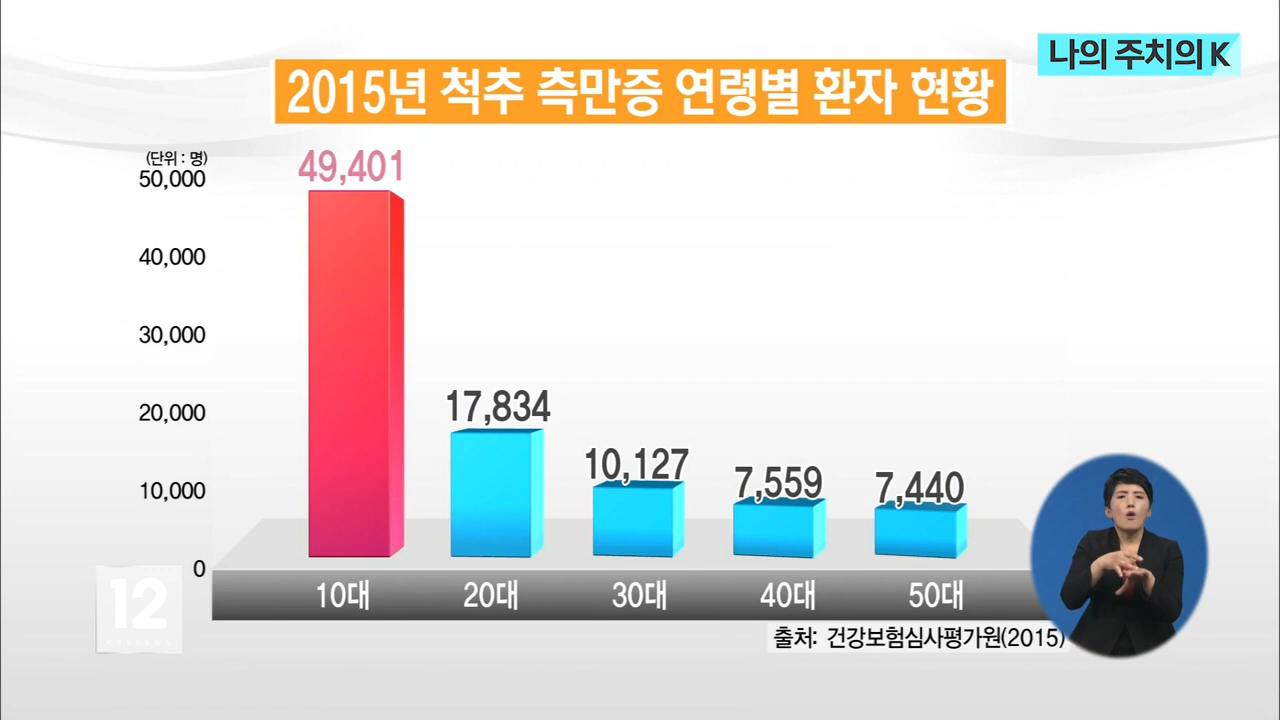 나의 주치의 K
2015년 척추 측만증 연령별 환자 현황
(단위 : 명)
50,000
40,000
30,000
20,000
10,000
0
49,401
17,834
10,127
7,559
7,440
10대
20대
30대
40대
50대
12
출처: 건강보험심사평가원(2015)